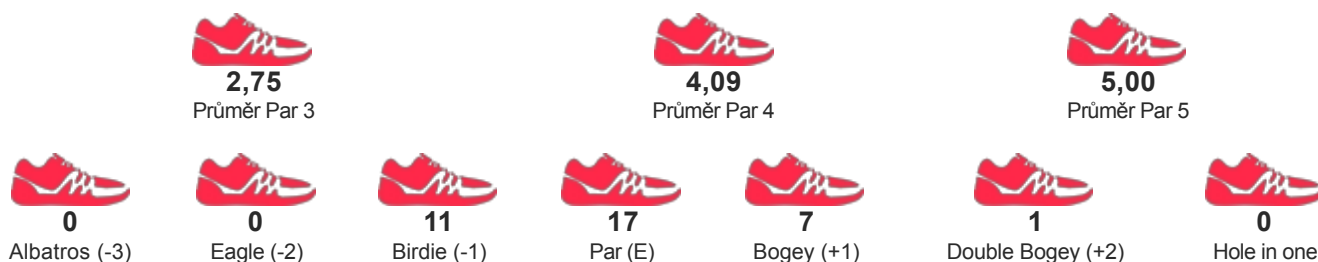 2,75 4,09 5,00
Průměr Par 3 Průměr Par 4 Průměr Par 5
0 0 11 17 7 1 0
Albatros (-3) Eagle (-2) Birdie (-1) Par (E) Bogey (+1) Double Bogey (+2) Hole in one